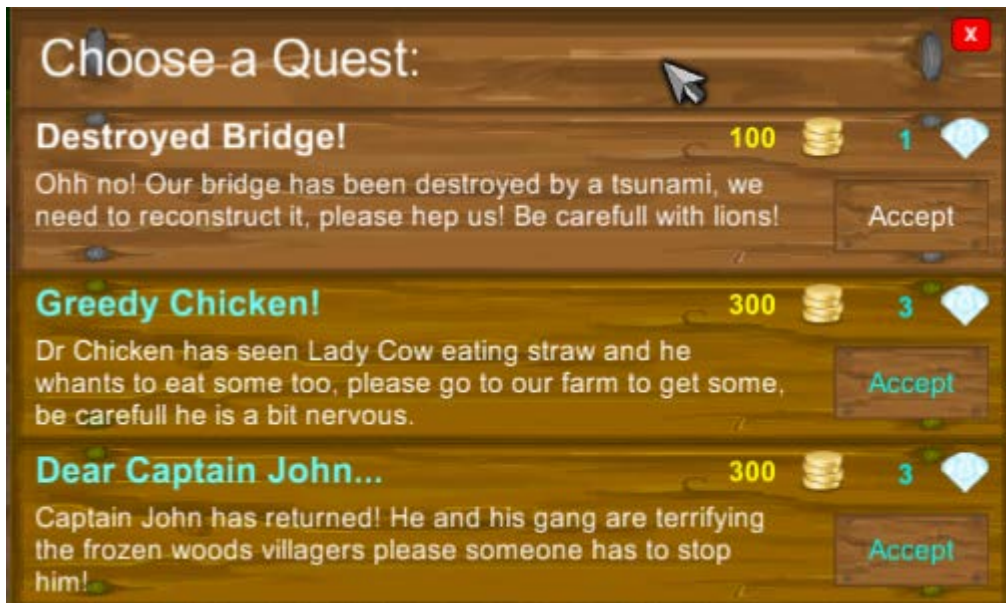 Choose a Quest:
X
Destroyed Bridge!
100
1
Ohh no! Our bridge has been destroyed by a tsunami, we
need to reconstruct it, please hep us! Be carefull with lions!
Accept
Greedy Chicken!
300
3
Dr Chicken has seen Lady Cow eating straw and he
whants to eat some too, please go to our farm to get some,
be carefull he is a bit nervous.
Accept
Dear Captain John...
300
3
Captain John has returned! He and his gang are terrifying
the frozen woods villagers please someone has to stop
him!
Accept